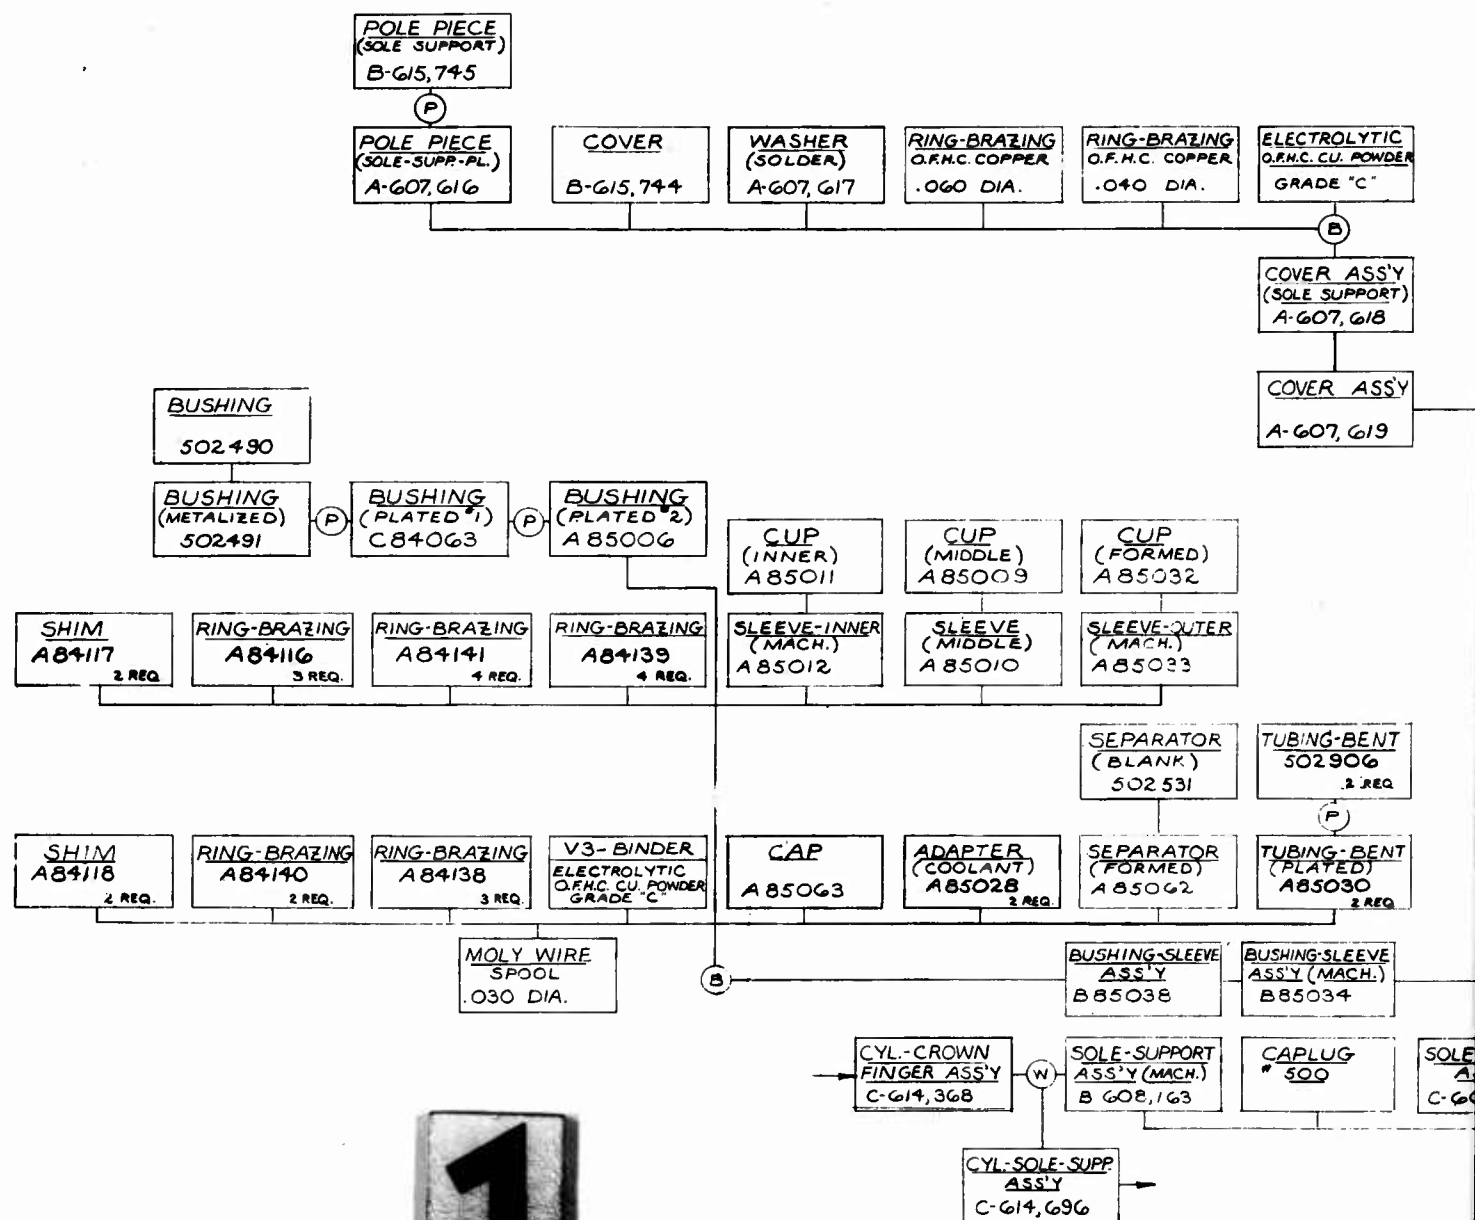 POLE PIECE
(SOLE SUPPORT)
B-615,745
P
POLE PIECE
(SOLE-SUPP.-PL.)
A-607,616
COVER
B-615,744
WASHER
(SOLDER)
A-607,617
RING-BRAZING
O.F.H.C. COPPER
.060 DIA.
RING-BRAZING
O.F.H.C. COPPER
.040 DIA.
ELECTROLYTIC
O.F.H.C. CU. POWDER
GRADE "C"
B
COVER ASS'Y
(SOLE SUPPORT)
A-607,618
COVER ASS'Y
A-607,619
BUSHING
502490
BUSHING
(METALIZED)
502491
P
BUSHING
(PLATED #1)
C84063
P
BUSHING
(PLATED #2)
A85006
CUP
(INNER)
A85011
CUP
(MIDDLE)
A85009
CUP
(FORMED)
A85032
SHIM
A84117
2 REQ
RING-BRAZING
A84116
3 REQ.
RING-BRAZING
A84141
4 REQ.
RING-BRAZING
A84139
4 REQ.
SLEEVE-INNER
(MACH.)
A85012
SLEEVE
(MIDDLE)
A85010
SLEEVE-OUTER
(MACH.)
A85033
SEPARATOR
(BLANK)
502531
TUBING-BENT
502906
2 REQ
P
SHIM
A84118
2 REQ.
RING-BRAZING
A84140
2 REQ.
RING-BRAZING
A84138
3 REQ.
V3-BINDER
ELECTROLYTIC
O.F.H.C. CU. POWDER
GRADE "C"
CAP
A85063
ADAPTER
(COOLANT)
A85028
2 REQ.
SEPARATOR
(FORMED)
A85062
TUBING-BENT
(PLATED)
A85030
2 REQ
MOLY WIRE
SPOOL
.030 DIA.
B
BUSHING-SLEEVE
ASS'Y
B85038
BUSHING-SLEEVE
ASS'Y (MACH.)
B85034
CYL.-CROWN
FINGER ASS'Y
C-614,368
W
SOLE-SUPPORT
ASS'Y (MACH.)
B 608,163
CAPLUG
# 500
SOLE
CYL.-SOLE-SUPP.
ASS'Y
C-614,696
1